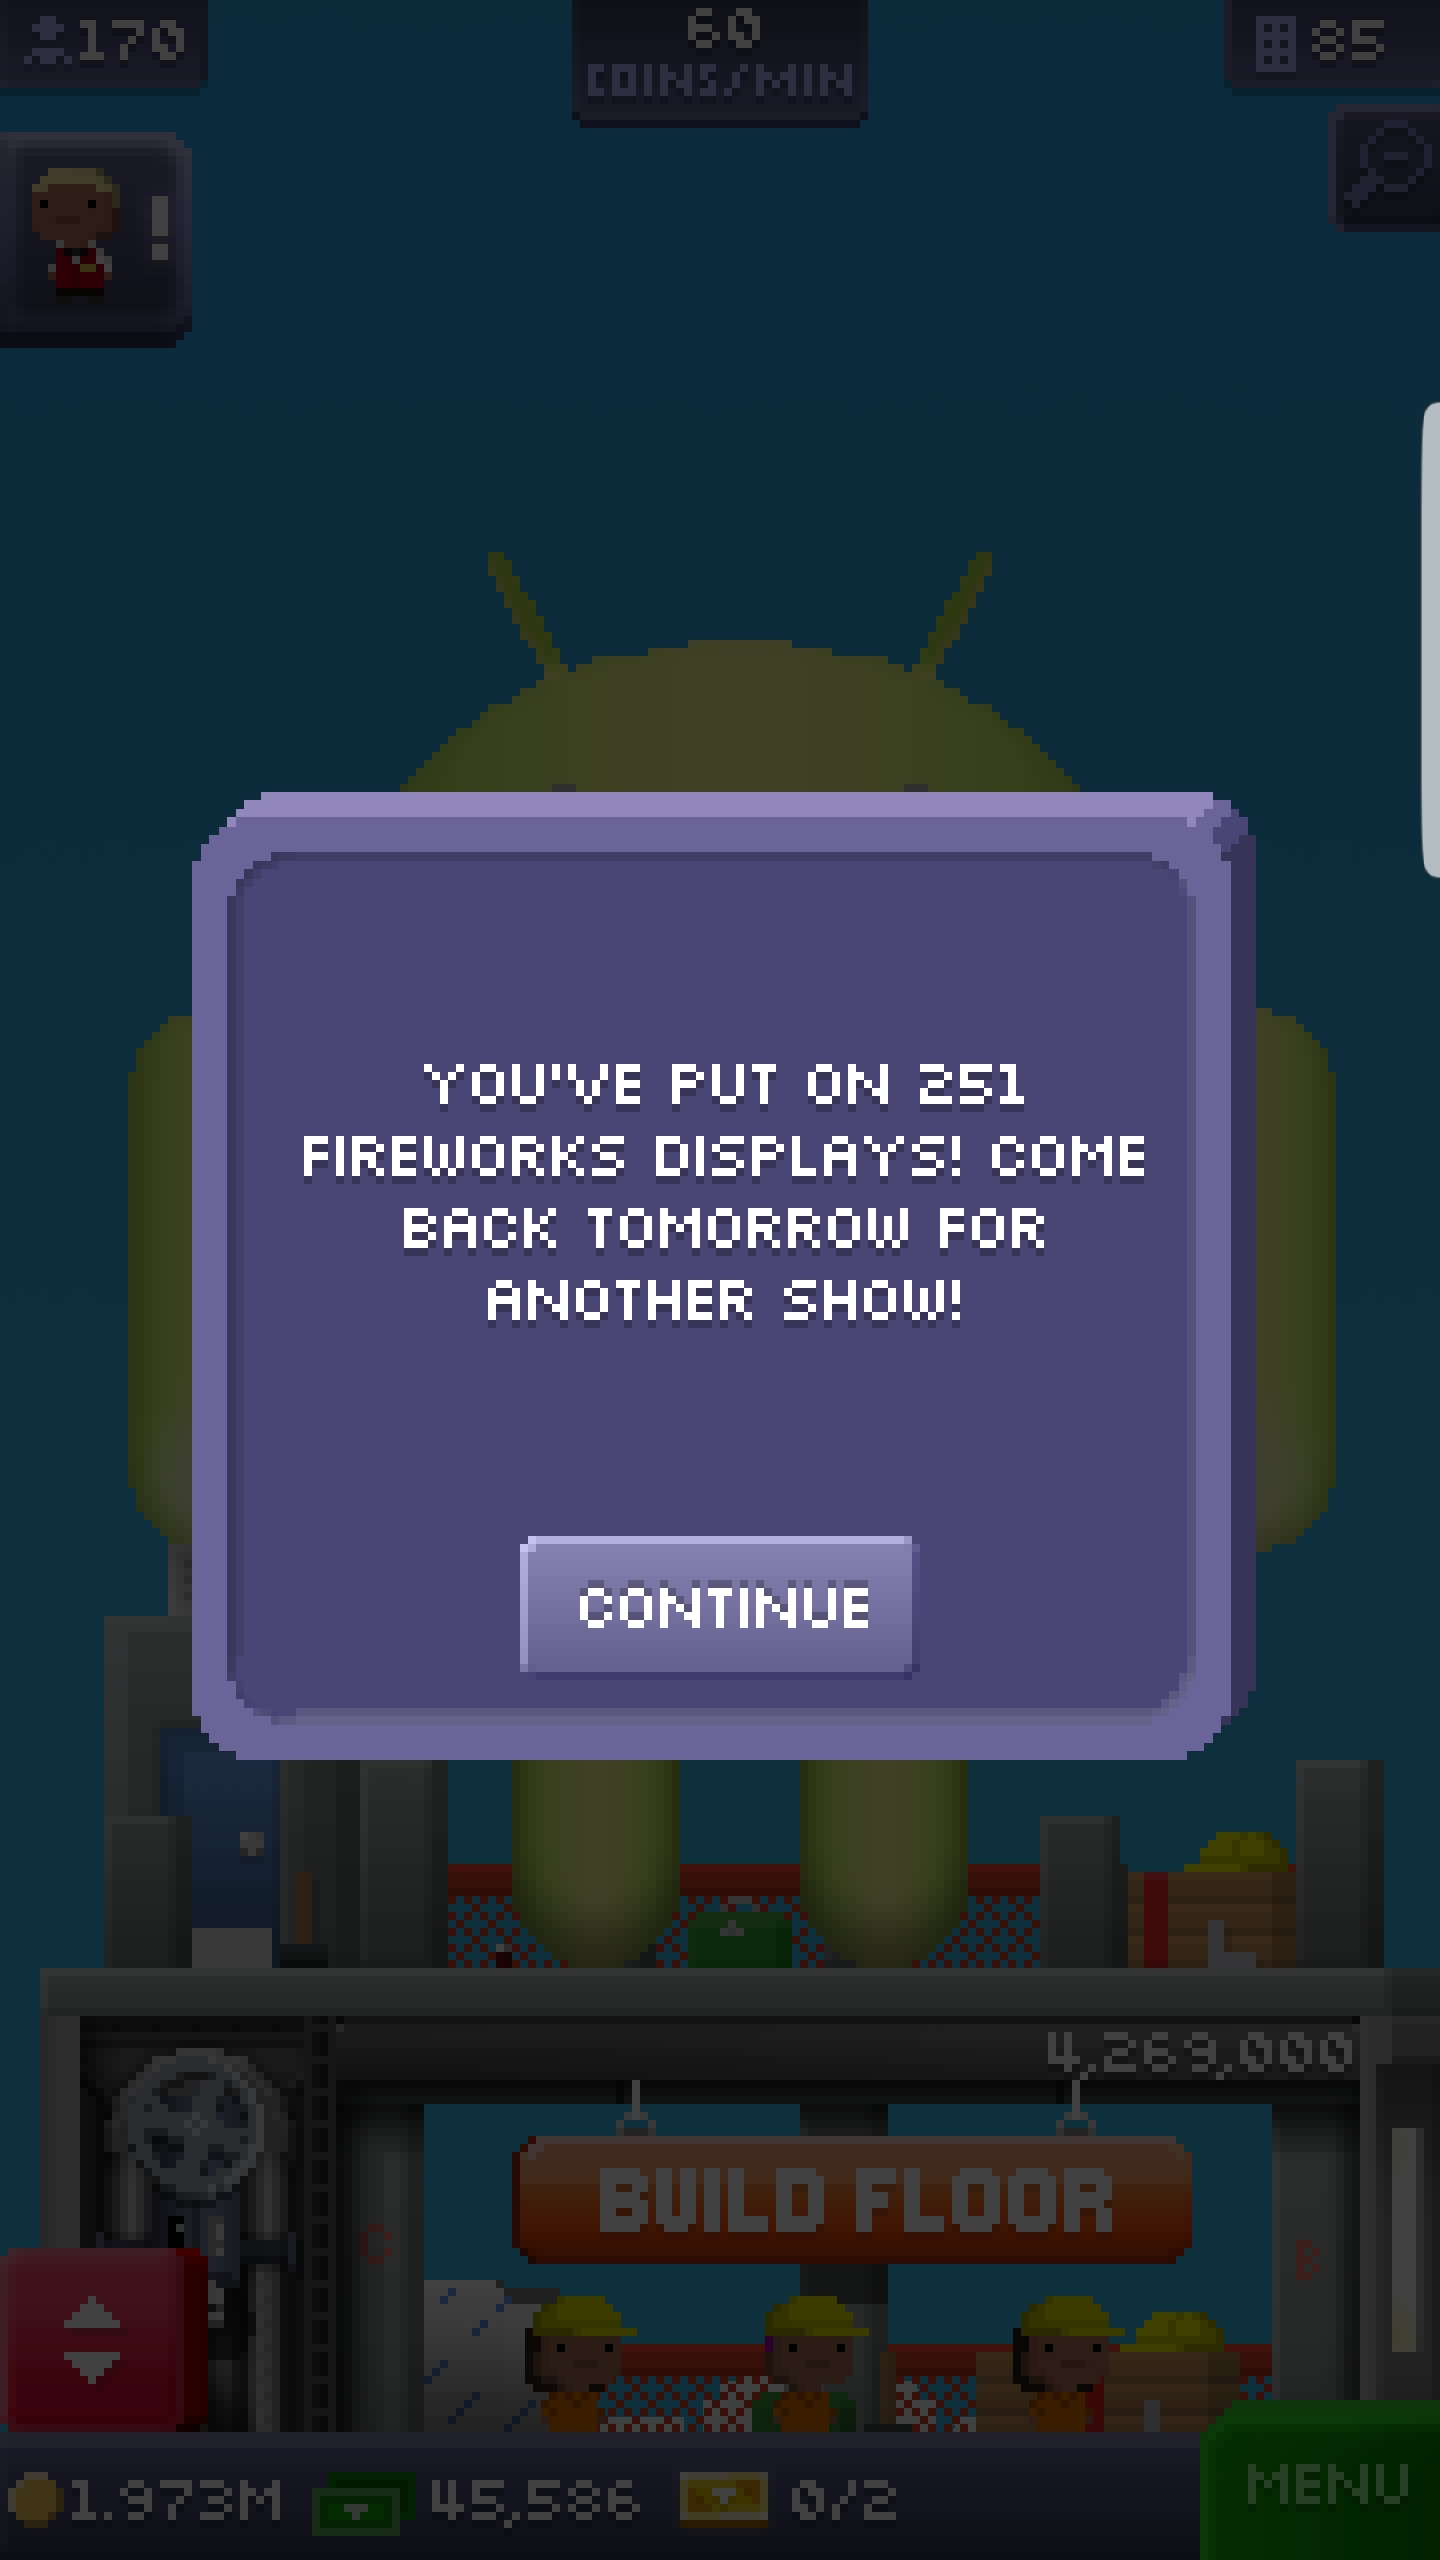 170
60
COINS/MIN
85
!
YOU'VE PUT ON 251
FIREWORKS DISPLAYS! COME
BACK TOMORROW FOR
ANOTHER SHOW!
CONTINUE
4,269,000
BUILD FLOOR
C
B
1.973M
45,586
0/2
MENU